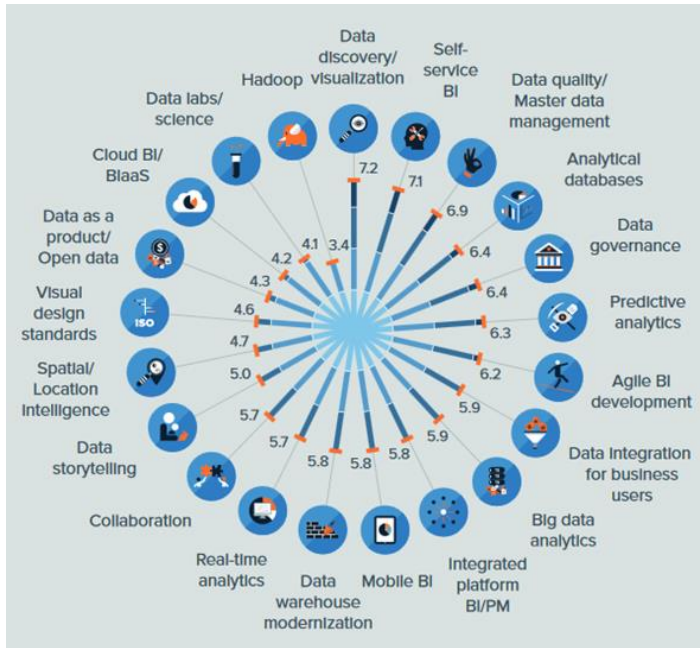 Data
discovery/
visualization
7.2
Self-
service
BI
7.1
Data quality/
Master data
management
6.9
Analytical
databases
6.4
Data
governance
6.4
Predictive
analytics
6.3
Agile BI
development
6.2
Data integration
for business
users
5.9
Big data
analytics
5.9
Integrated
platform
BI/PM
5.8
Mobile BI
5.8
Data
warehouse
modernization
5.8
Real-time
analytics
5.7
Collaboration
5.7
Data
storytelling
5.0
Spatial/
Location
Intelligence
4.7
Visual
design
standards
ISO
4.6
Data as a
product/
Open data
$
4.3
Cloud BI/
BIaaS
4.2
Data labs/
science
4.1
Hadoop
3.4